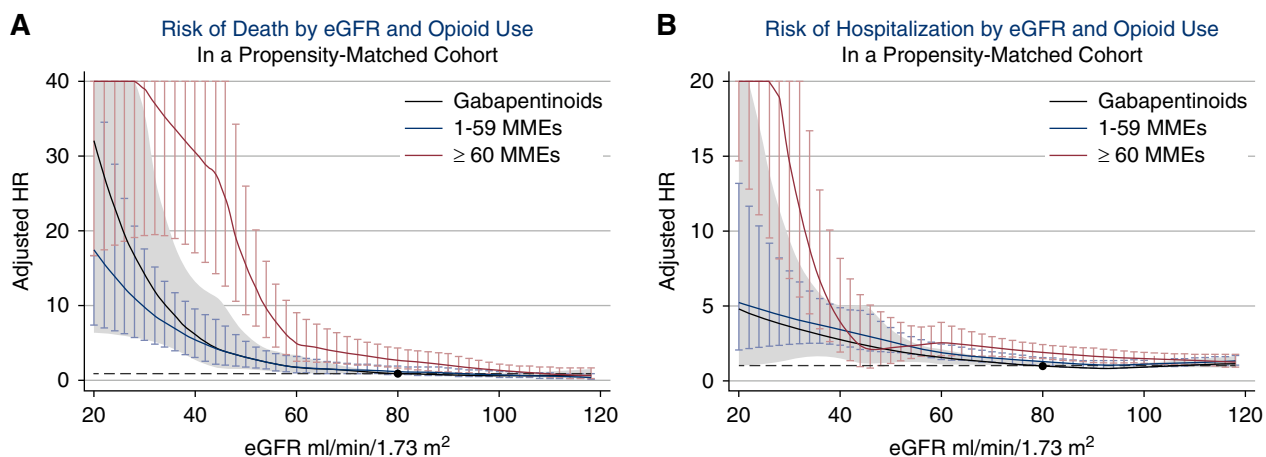 A
Risk of Death by eGFR and Opioid Use
In a Propensity-Matched Cohort
40
30
20
10
0
Adjusted HR
Gabapentinoids
1-59 MMEs
≥ 60 MMEs
20 40 60 80 100 120
eGFR ml/min/1.73 m²
B
Risk of Hospitalization by eGFR and Opioid Use
In a Propensity-Matched Cohort
20
15
10
5
0
Adjusted HR
Gabapentinoids
1-59 MMEs
≥ 60 MMEs
20 40 60 80 100 120
eGFR ml/min/1.73 m²